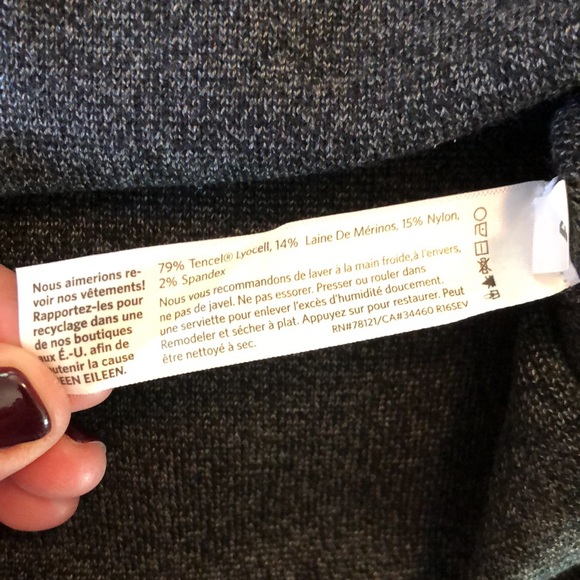 Nous aimerions re-
voir nos vêtements!
Rapportez-les pour
recyclage dans une
de nos boutiques
aux É.-U. afin de
outenir la cause
EEN EILEEN.
79% Tencel® Lyocell, 14% Laine De Mérinos, 15% Nylon,
2% Spandex
Nous vous recommandons de laver à la main froide,à l'envers,
ne pas de javel. Ne pas essorer. Presser ou rouler dans
une serviette pour enlever l'excès d'humidité doucement.
Remodeler et sécher à plat. Appuyez sur pour restaurer. Peut
être nettoyé à sec.
RN#78121/CA#34460 R16SEV